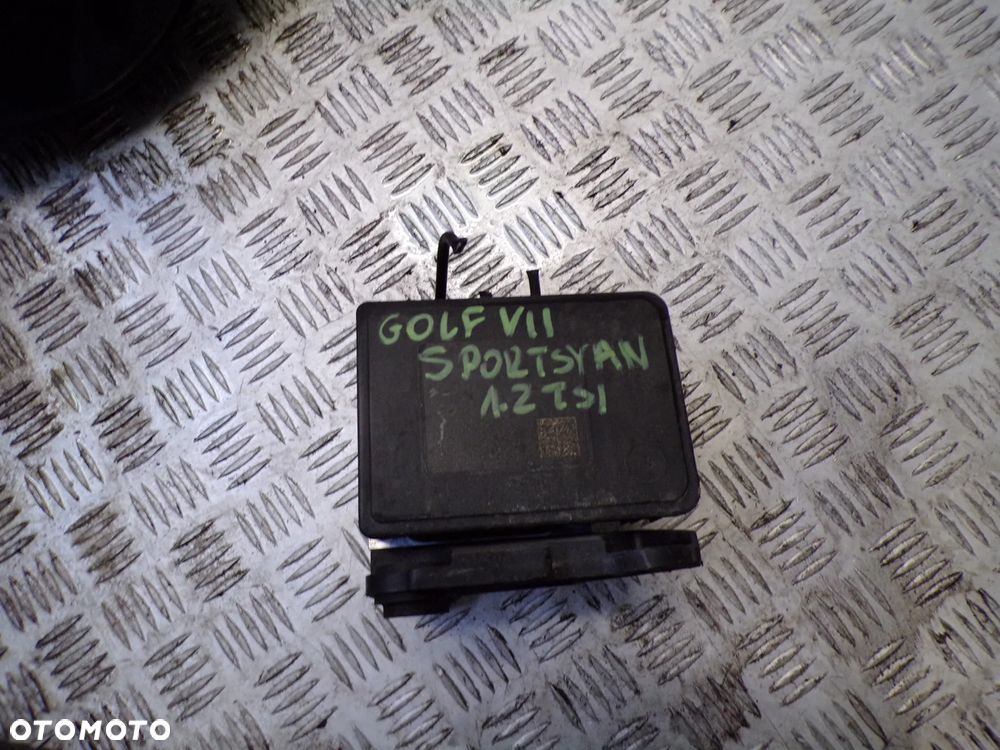 GOLF VII
SPORTSYAN
1.2 TSI
OTOMOTO